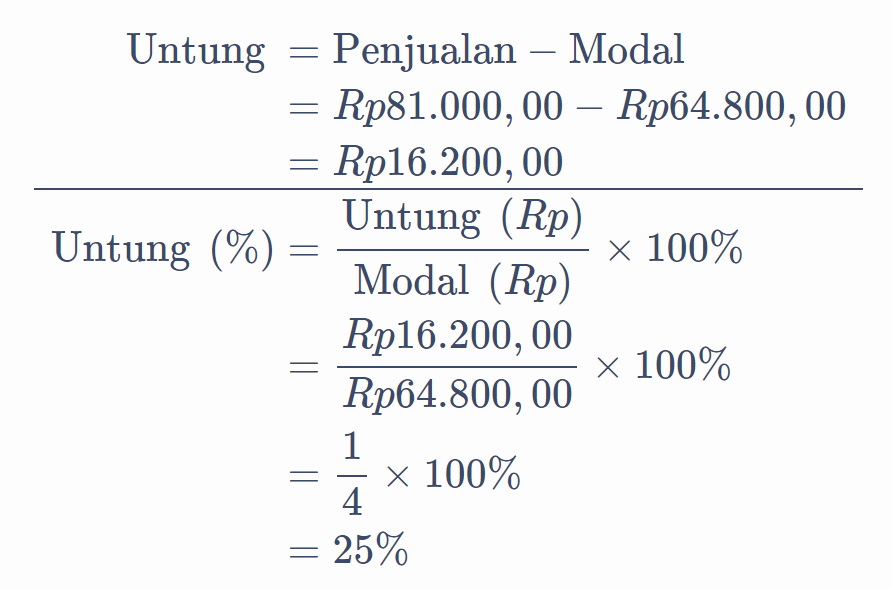 Untung = Penjualan − Modal
= Rp81.000,00 − Rp64.800,00
= Rp16.200,00
Untung (%) = Untung (Rp) / Modal (Rp) × 100%
= Rp16.200,00 / Rp64.800,00 × 100%
= 1/4 × 100%
= 25%